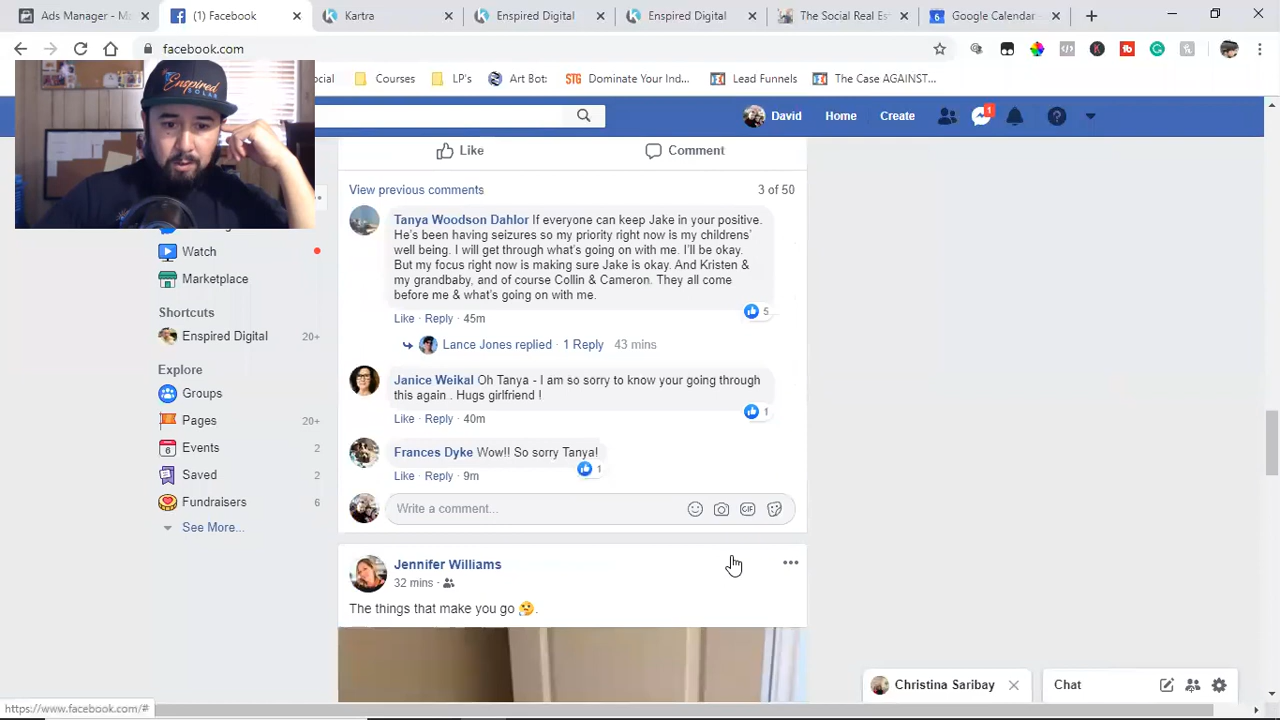 Ads Manager - Ma
(1) Facebook
Kartra
Enspired Digital
Enspired Digital
The Social Realis
Google Calendar -
facebook.com
ocial
Courses
LP's
Art Bot:
STG Dominate Your Ind...
Lead Funnels
The Case AGAINST...
ENSPIRED
David
Home
Create
1
Like
Comment
View previous comments
3 of 50
Tanya Woodson Dahlor If everyone can keep Jake in your positive.
He's been having seizures so my priority right now is my childrens'
well being. I will get through what's going on with me. I'll be okay.
But my focus right now is making sure Jake is okay. And Kristen &
my grandbaby, and of course Collin & Cameron. They all come
before me & what's going on with me.
5
Like · Reply · 45m
Lance Jones replied · 1 Reply 43 mins
Janice Weikal Oh Tanya - I am so sorry to know your going through
this again . Hugs girlfriend !
1
Like · Reply · 40m
Frances Dyke Wow!! So sorry Tanya!
1
Like · Reply · 9m
Write a comment...
GIF
Jennifer Williams
32 mins ·
The things that make you go 🤔.
Watch
Marketplace
Shortcuts
Enspired Digital
20+
Explore
Groups
Pages
20+
6
Events
2
Saved
2
Fundraisers
6
See More...
Christina Saribay
Chat
https://www.facebook.com/#